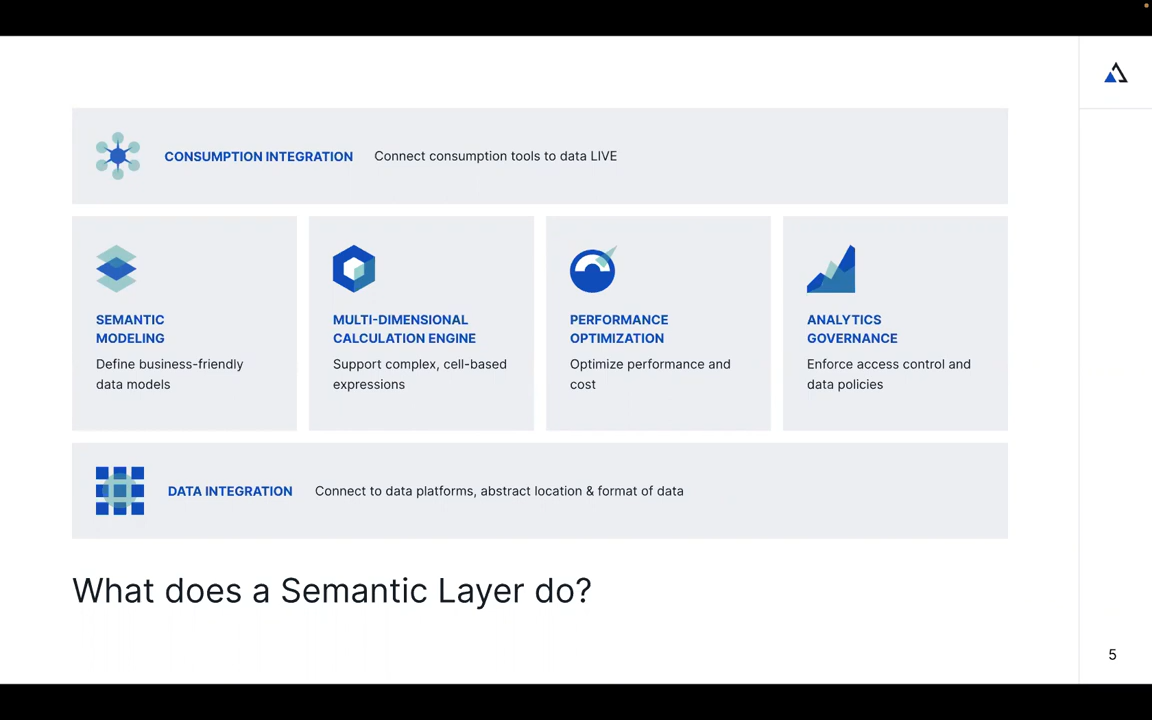 CONSUMPTION INTEGRATION Connect consumption tools to data LIVE
SEMANTIC
MODELING
Define business-friendly
data models
MULTI-DIMENSIONAL
CALCULATION ENGINE
Support complex, cell-based
expressions
PERFORMANCE
OPTIMIZATION
Optimize performance and
cost
ANALYTICS
GOVERNANCE
Enforce access control and
data policies
DATA INTEGRATION Connect to data platforms, abstract location & format of data
What does a Semantic Layer do?
5